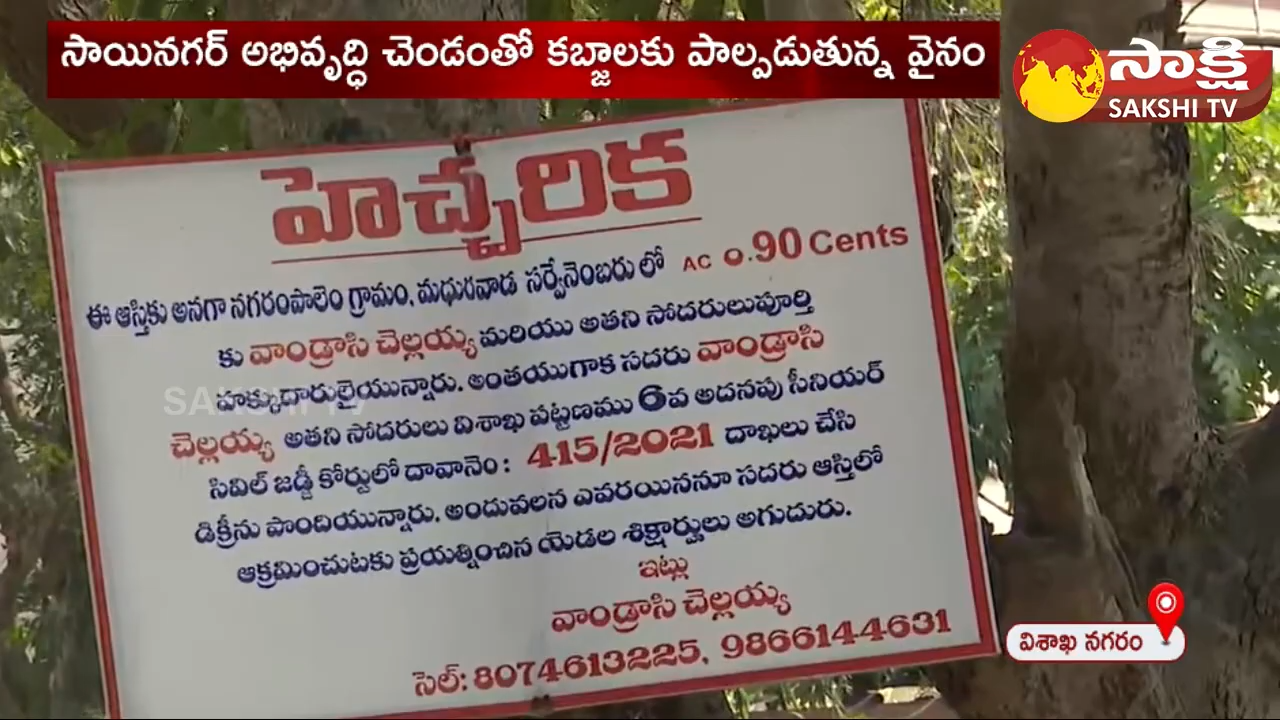 సాయినగర్ అభివృద్ధి చెండంతో కబ్జాలకు పాల్పడుతున్న వైనం
సాక్షి
SAKSHI TV
హెచ్చరిక
ఈ ఆస్తికు అనగా నగరంపాలెం గ్రామం, మధురవాడ సర్వేనెంబరు లో AC 0.90 Cents
కు వాండ్రాసి చెల్లయ్య మరియు అతని సోదరులుపూర్తి
హక్కుదారులైయున్నారు. అంతయుగాక సదరు వాండ్రాసి
చెల్లయ్య అతని సోదరులు విశాఖ పట్టణము 6వ అదనపు సీనియర్
సివిల్ జడ్జీ కోర్టులో దావానెం : 415/2021 దాఖలు చేసి
డిక్రీను పొందియున్నారు. అందువలన ఎవరయిననూ సదరు ఆస్తిలో
ఆక్రమించుటకు ప్రయత్నించిన యెడల శిక్షార్హులు అగుదురు.
ఇట్లు
వాండ్రాసి చెల్లయ్య
సెల్: 8074613225, 9866144631
SAKSHI TV
విశాఖ నగరం